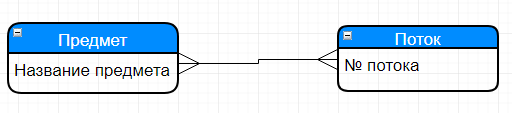 Предмет
Название предмета
Поток
№ потока